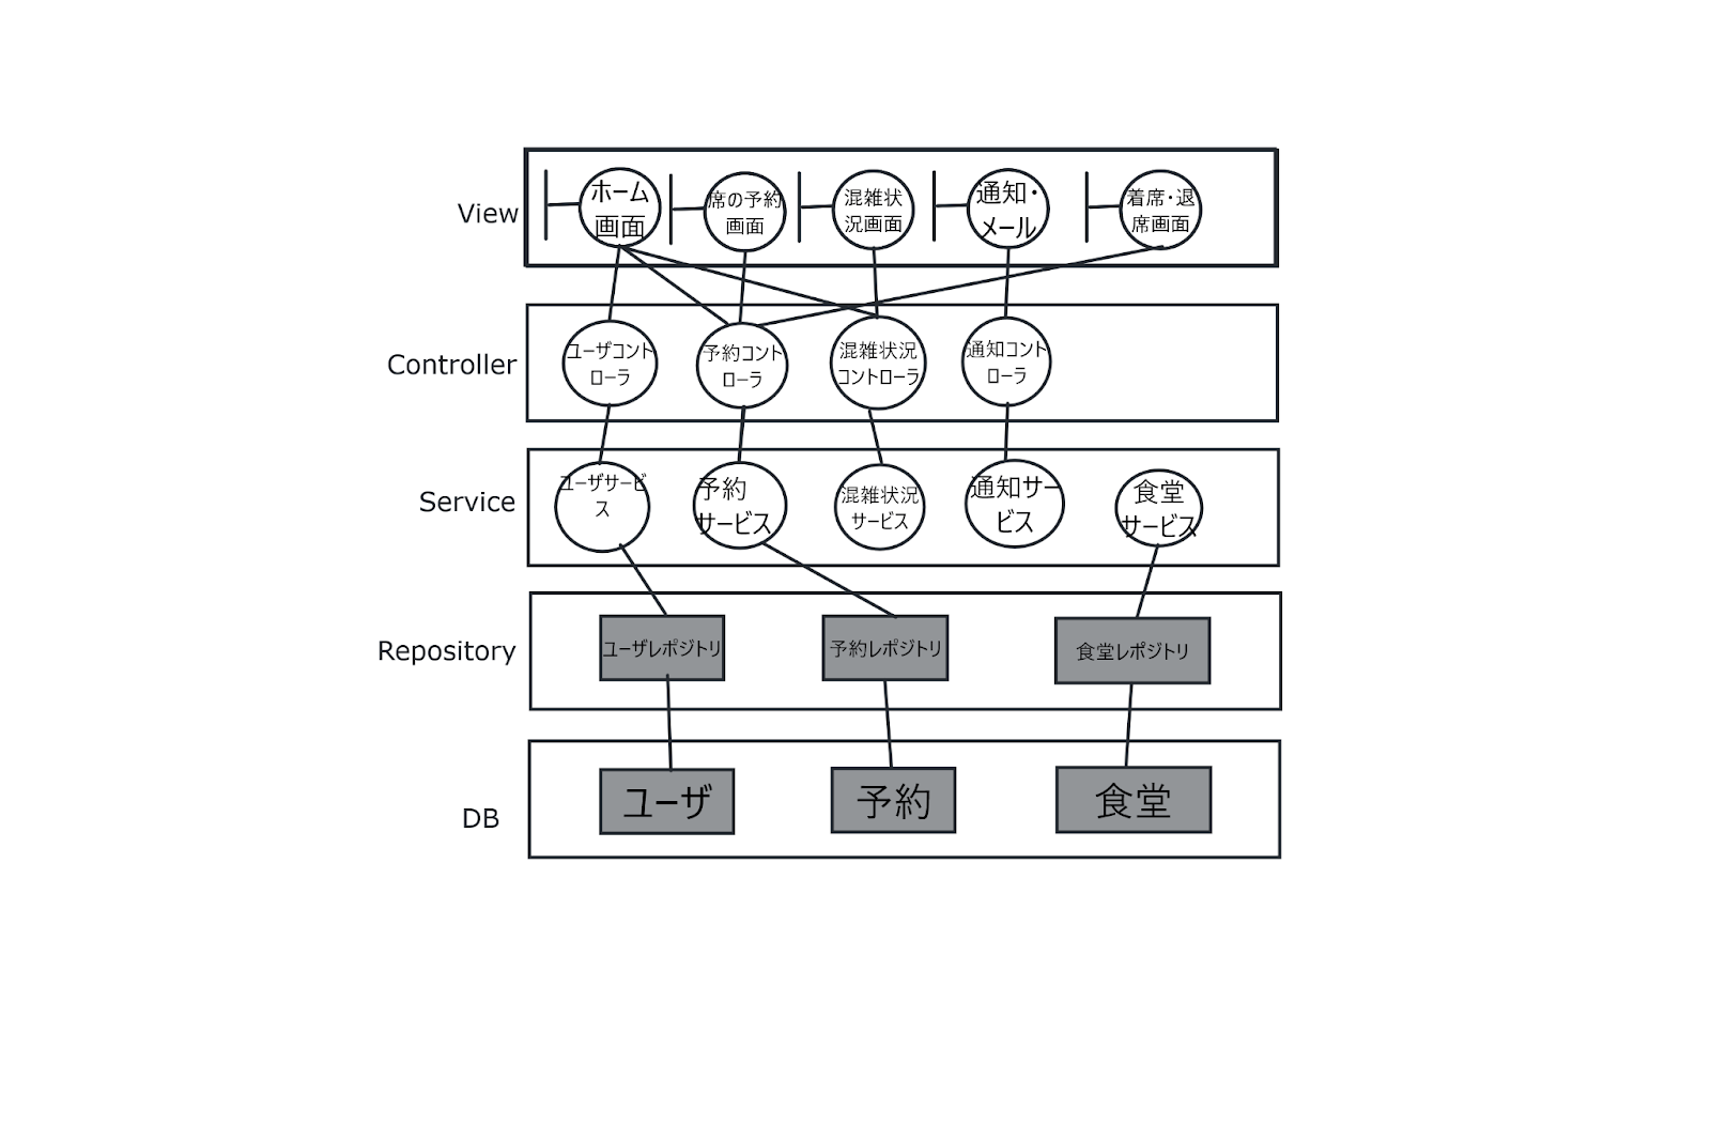 View
ホーム
画面
席の予約
画面
混雑状
況画面
通知・
メール
着席・退
席画面
Controller
ユーザコント
ローラ
予約コント
ローラ
混雑状況
コントローラ
通知コント
ローラ
Service
ユーザサービ
ス
予約
サービス
混雑状況
サービス
通知サー
ビス
食堂
サービス
Repository
ユーザレポジトリ
予約レポジトリ
食堂レポジトリ
DB
ユーザ
予約
食堂